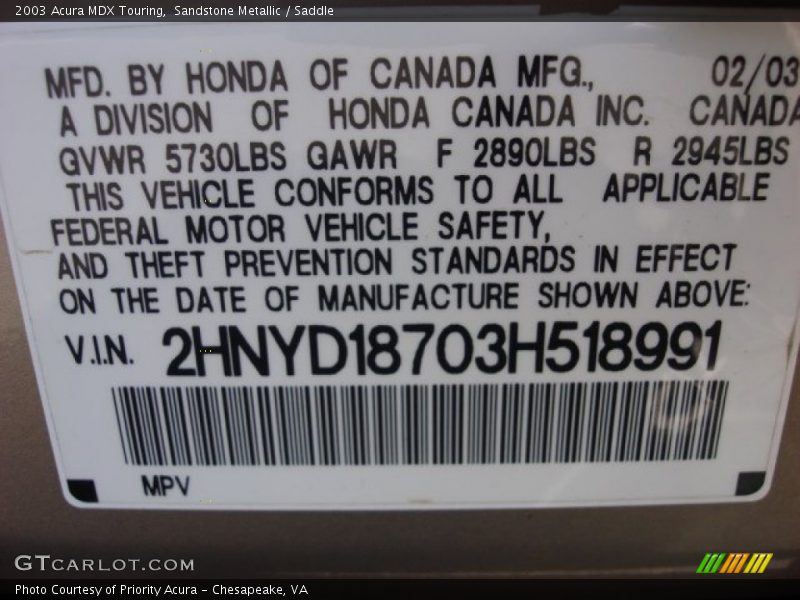 2003 Acura MDX Touring, Sandstone Metallic / Saddle
MFD. BY HONDA OF CANADA MFG., 02/03
A DIVISION OF HONDA CANADA INC. CANADA
GVWR 5730LBS GAWR F 2890LBS R 2945LBS
THIS VEHICLE CONFORMS TO ALL APPLICABLE
FEDERAL MOTOR VEHICLE SAFETY,
AND THEFT PREVENTION STANDARDS IN EFFECT
ON THE DATE OF MANUFACTURE SHOWN ABOVE:
V.I.N. 2HNYD18703H518991
MPV
GTCARLOT.COM
Photo Courtesy of Priority Acura - Chesapeake, VA